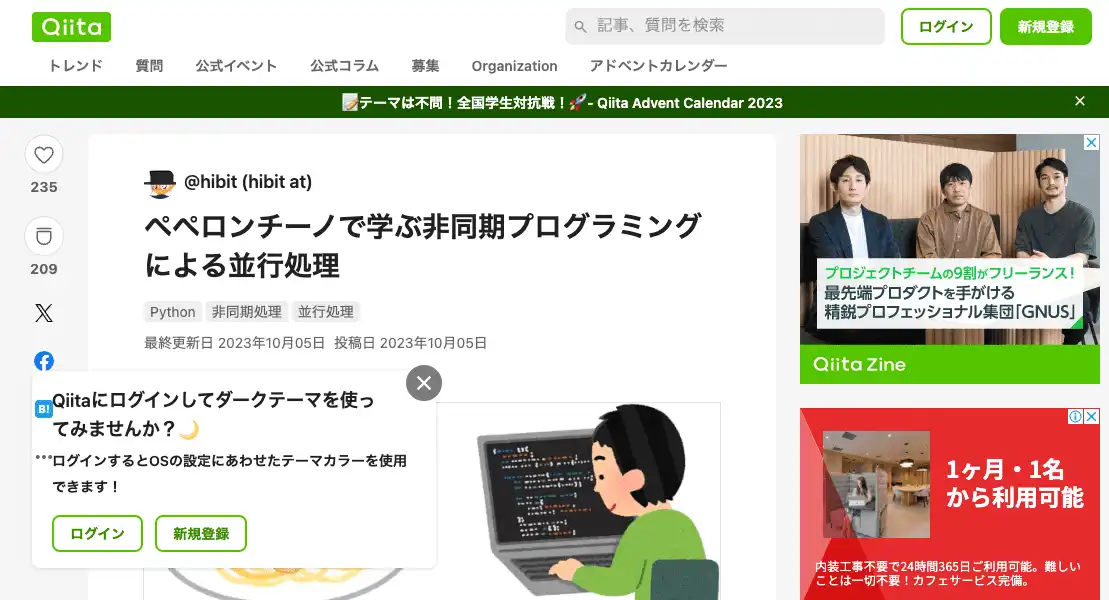 Qiita
記事、質問を検索
ログイン
新規登録
トレンド
質問
公式イベント
公式コラム
募集
Organization
アドベントカレンダー
📝テーマは不問！全国学生対抗戦！🚀- Qiita Advent Calendar 2023
235
209
@hibit (hibit at)
ペペロンチーノで学ぶ非同期プログラミング
による並行処理
Python
非同期処理
並行処理
最終更新日 2023年10月05日 投稿日 2023年10月05日
B!
Qiitaにログインしてダークテーマを使っ
てみませんか？🌙
ログインするとOSの設定にあわせたテーマカラーを使用
できます！
ログイン
新規登録
プロジェクトチームの9割がフリーランス！
最先端プロダクトを手がける
精鋭プロフェッショナル集団「GNUS」
Qiita Zine
1ヶ月・1名
から利用可能
内装工事不要で24時間365日ご利用可能。難しい
ことは一切不要！カフェサービス完備。